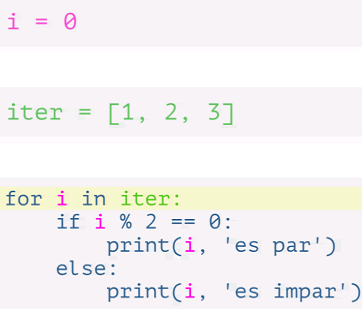 i = 0
iter = [1, 2, 3]
for i in iter:
    if i % 2 == 0:
        print(i, 'es par')
    else:
        print(i, 'es impar')